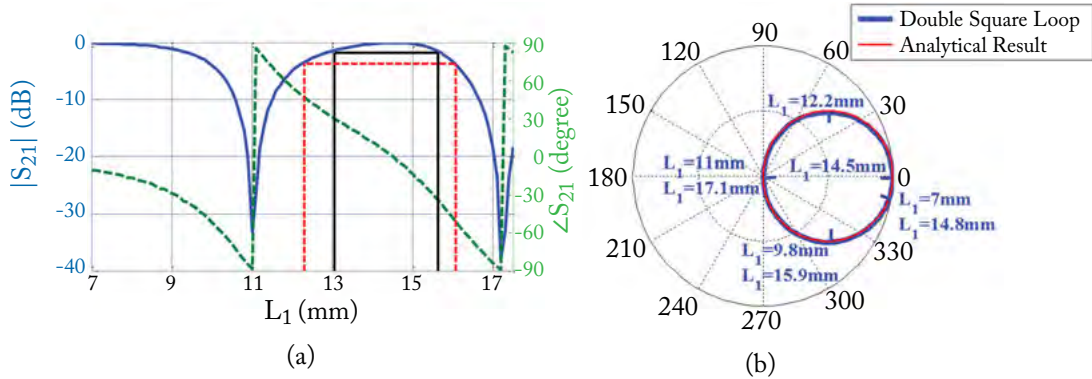 0
-10
-20
-30
-40
|S21| (dB)
90
60
30
0
-30
-60
-90
∠S21 (degree)
7 9 11 13 15 17
L1 (mm)
(a)
Double Square Loop
Analytical Result
90
120 60
150 30
180 0
210 330
240 300
270
L1=12.2mm
L1=11mm
L1=17.1mm
L1=14.5mm
L1=7mm
L1=14.8mm
L1=9.8mm
L1=15.9mm
(b)